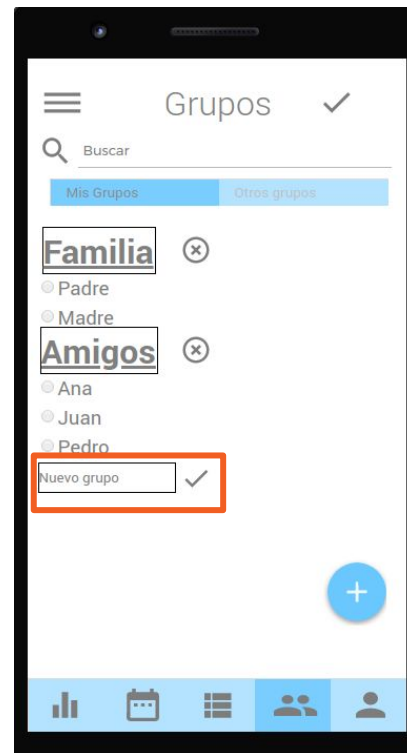 Grupos
Buscar
Mis Grupos Otros grupos
Familia
Padre
Madre
Amigos
Ana
Juan
Pedro
Nuevo grupo